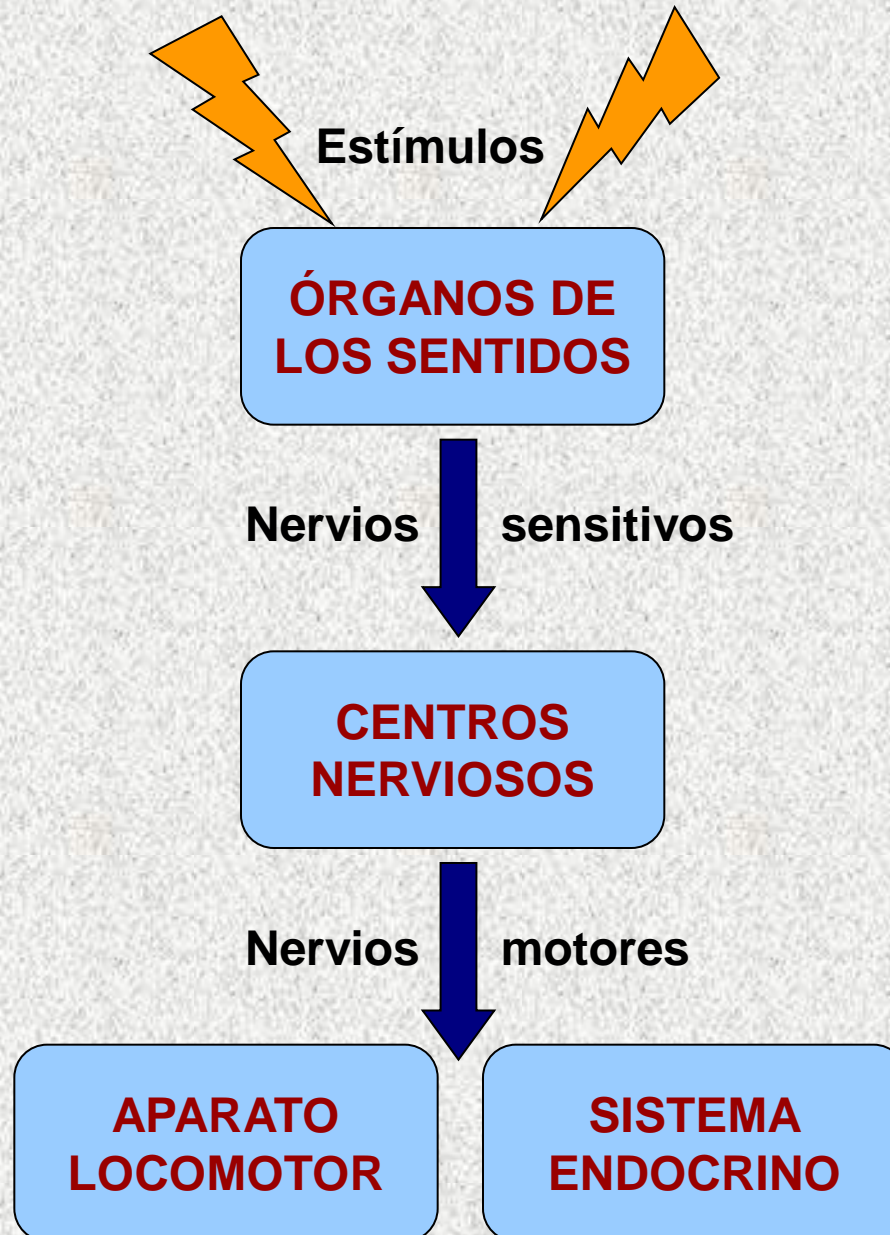 Estímulos
ÓRGANOS DE
LOS SENTIDOS
Nervios sensitivos
CENTROS
NERVIOSOS
Nervios motores
APARATO
LOCOMOTOR
SISTEMA
ENDOCRINO